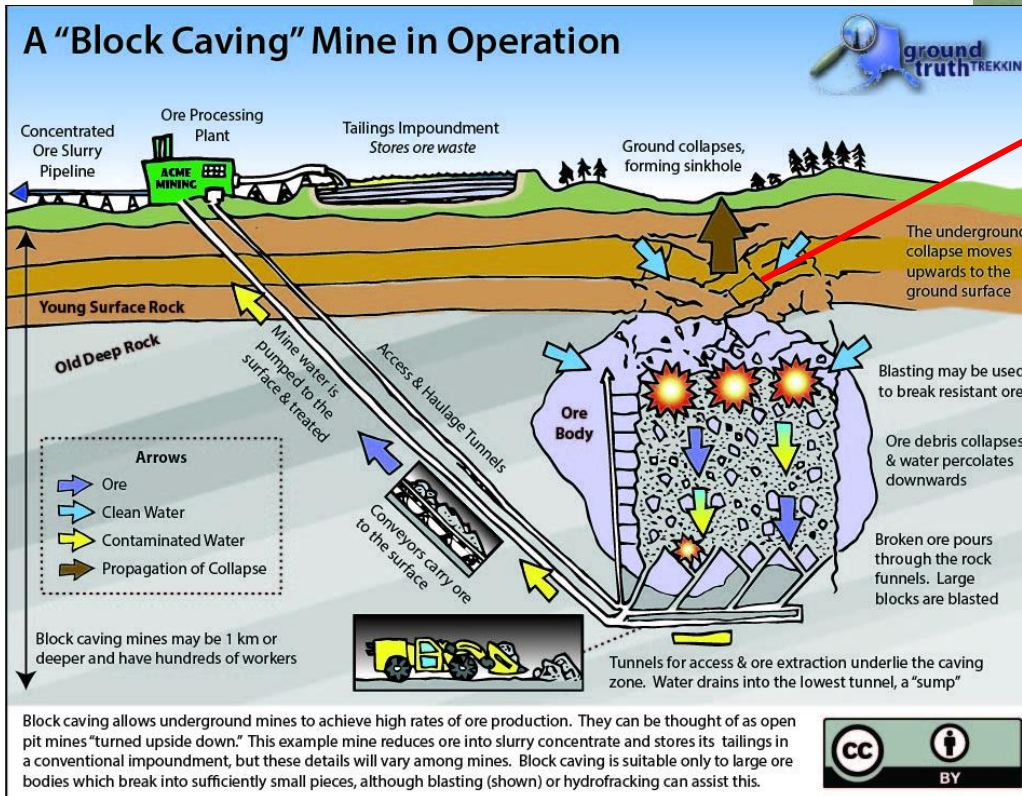 A “Block Caving” Mine in Operation
ground
truth TREKKIN
Concentrated
Ore Slurry
Pipeline
Ore Processing
Plant
ACME
MINING
Tailings Impoundment
Stores ore waste
Ground collapses,
forming sinkhole
The underground
collapse moves
upwards to the
ground surface
Young Surface Rock
Old Deep Rock
Mine water is
pumped to the
surface & treated
Access & Haulage Tunnels
Conveyors carry ore
to the surface
Ore
Body
Blasting may be used
to break resistant ore
Ore debris collapses
& water percolates
downwards
Broken ore pours
through the rock
funnels. Large
blocks are blasted
Arrows
Ore
Clean Water
Contaminated Water
Propagation of Collapse
Block caving mines may be 1 km or
deeper and have hundreds of workers
Tunnels for access & ore extraction underlie the caving
zone. Water drains into the lowest tunnel, a “sump”
Block caving allows underground mines to achieve high rates of ore production. They can be thought of as open
pit mines “turned upside down.” This example mine reduces ore into slurry concentrate and stores its tailings in
a conventional impoundment, but these details will vary among mines. Block caving is suitable only to large ore
bodies which break into sufficiently small pieces, although blasting (shown) or hydrofracking can assist this.
CC
BY